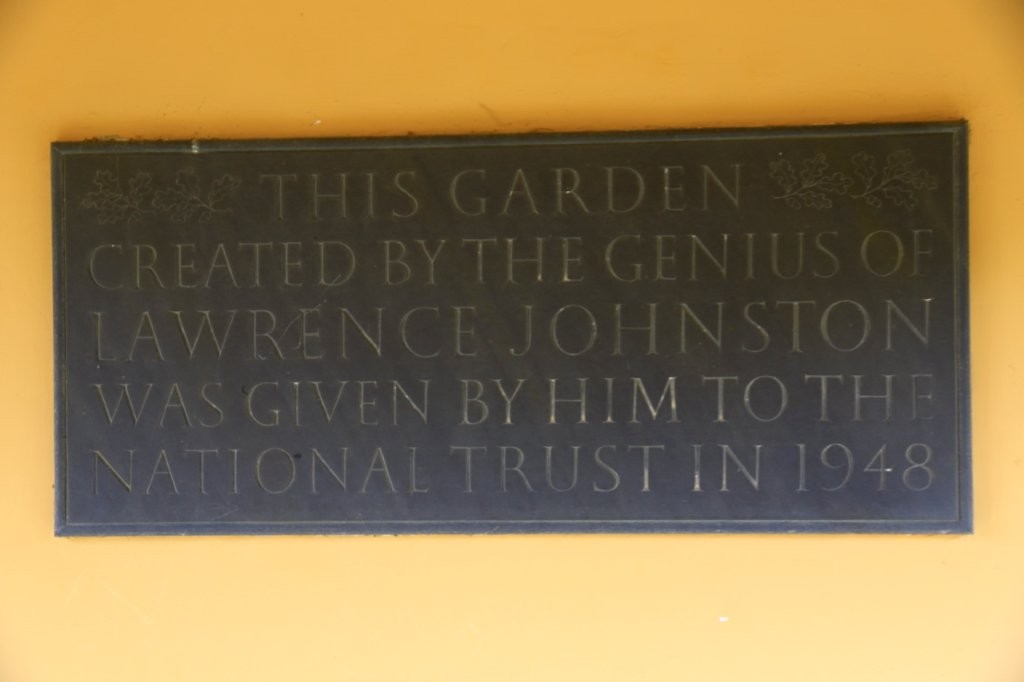 THIS GARDEN
CREATED BY THE GENIUS OF
LAWRENCE JOHNSTON
WAS GIVEN BY HIM TO THE
NATIONAL TRUST IN 1948